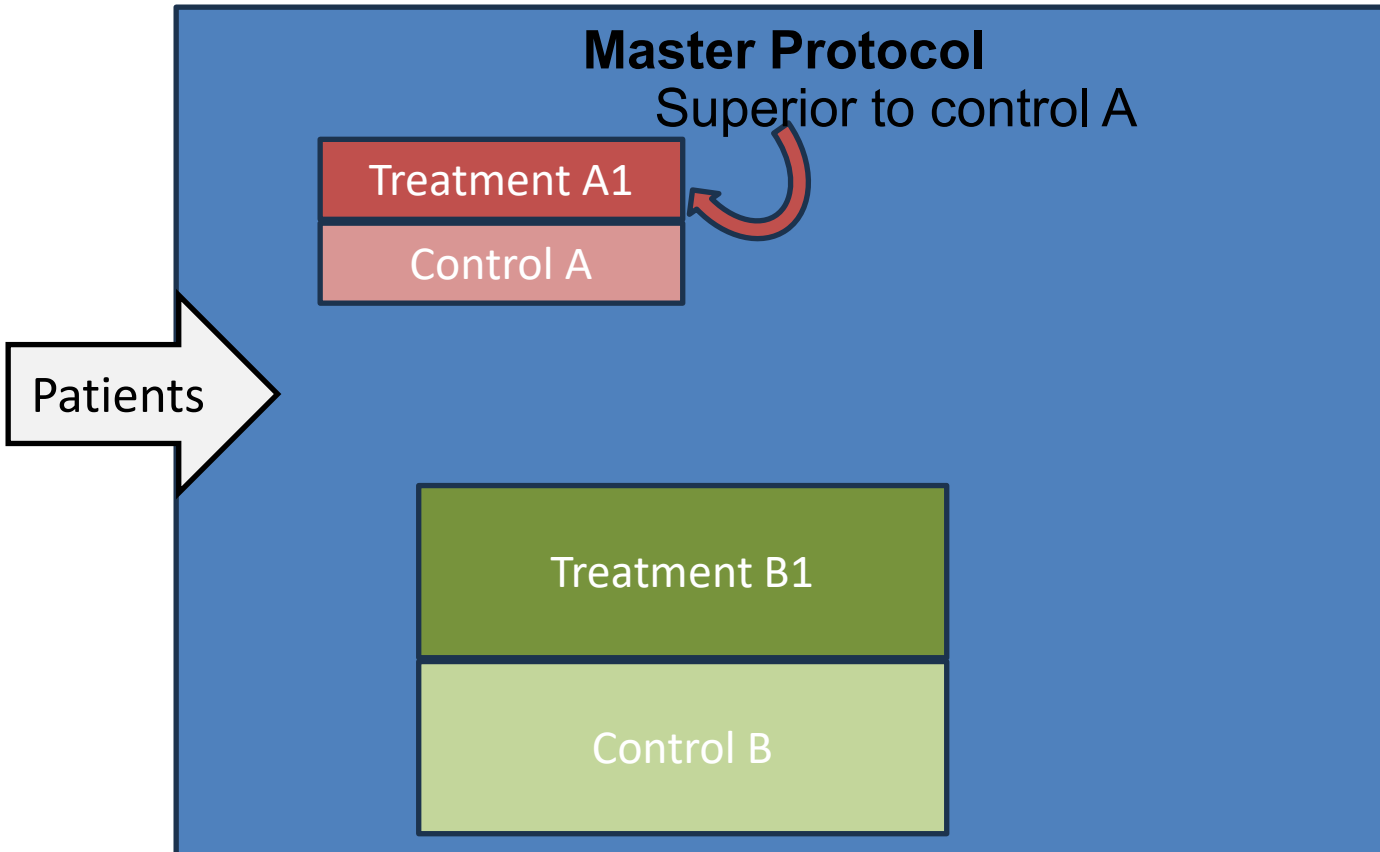 Master Protocol
Superior to control A
Treatment A1
Control A
Patients
Treatment B1
Control B